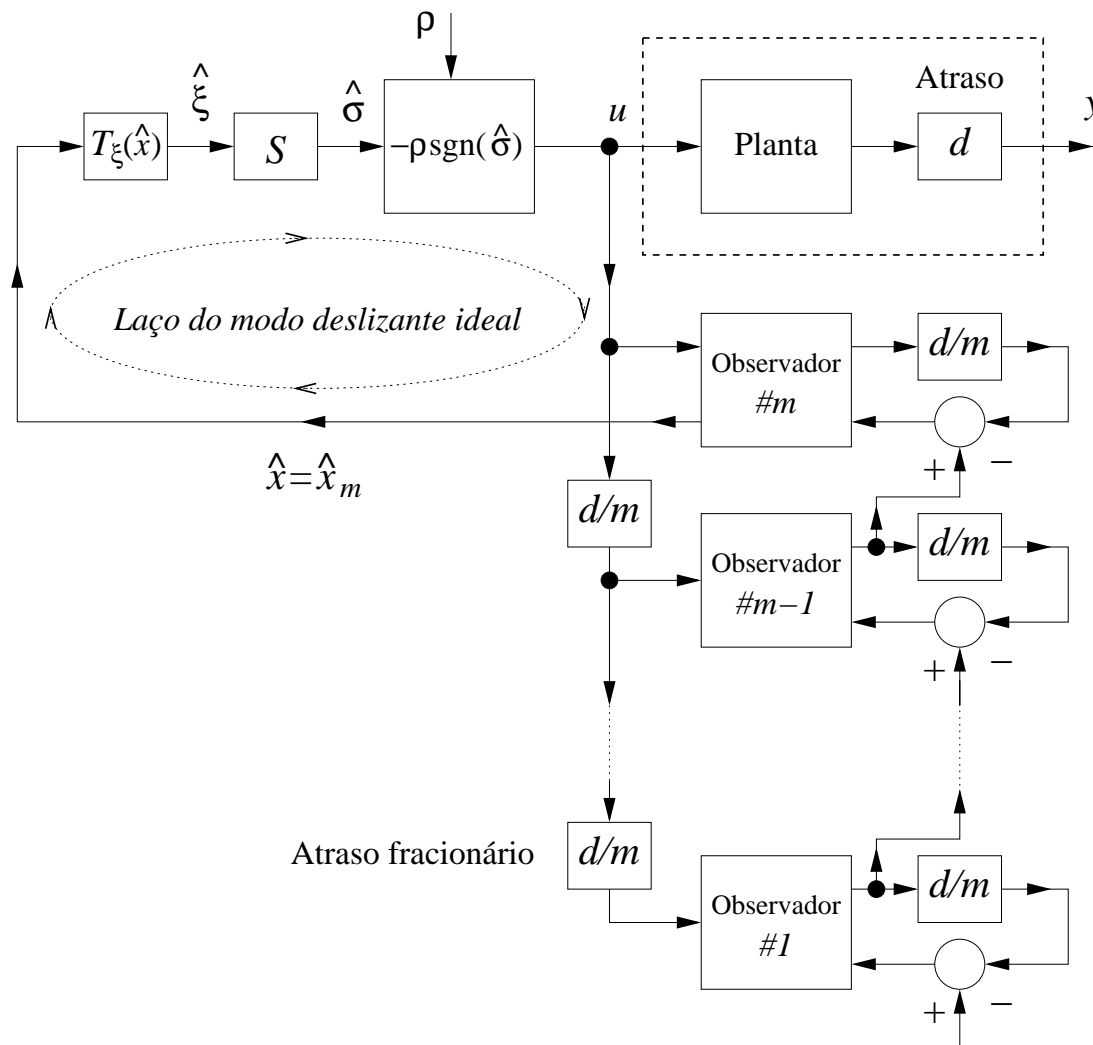 ρ
ξ̂
σ̂
u
Atraso
y
T_ξ(x̂)
S
−ρsgn(σ̂)
Planta
d
Laço do modo deslizante ideal
Observador
#m
d/m
+
−
x̂=x̂_m
d/m
Observador
#m−1
d/m
+
−
Atraso fracionário
d/m
Observador
#1
d/m
+
−